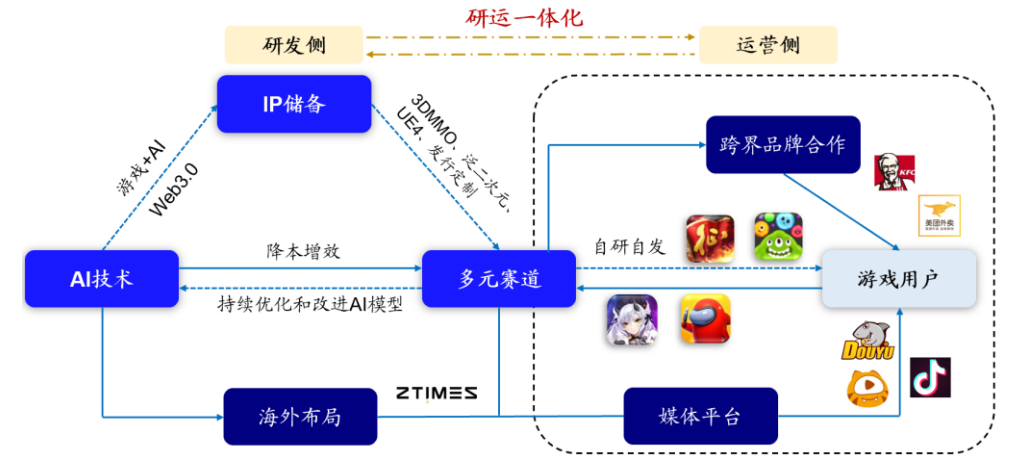 研运一体化
研发侧
运营侧
IP储备
3DMMO、泛二次元、
UE4、发行定制
游戏+AI
Web3.0
跨界品牌合作
KFC
美团外卖
AI技术
降本增效
多元赛道
自研自发
游戏用户
持续优化和改进AI模型
DOUYU
ZTIMES
海外布局
媒体平台